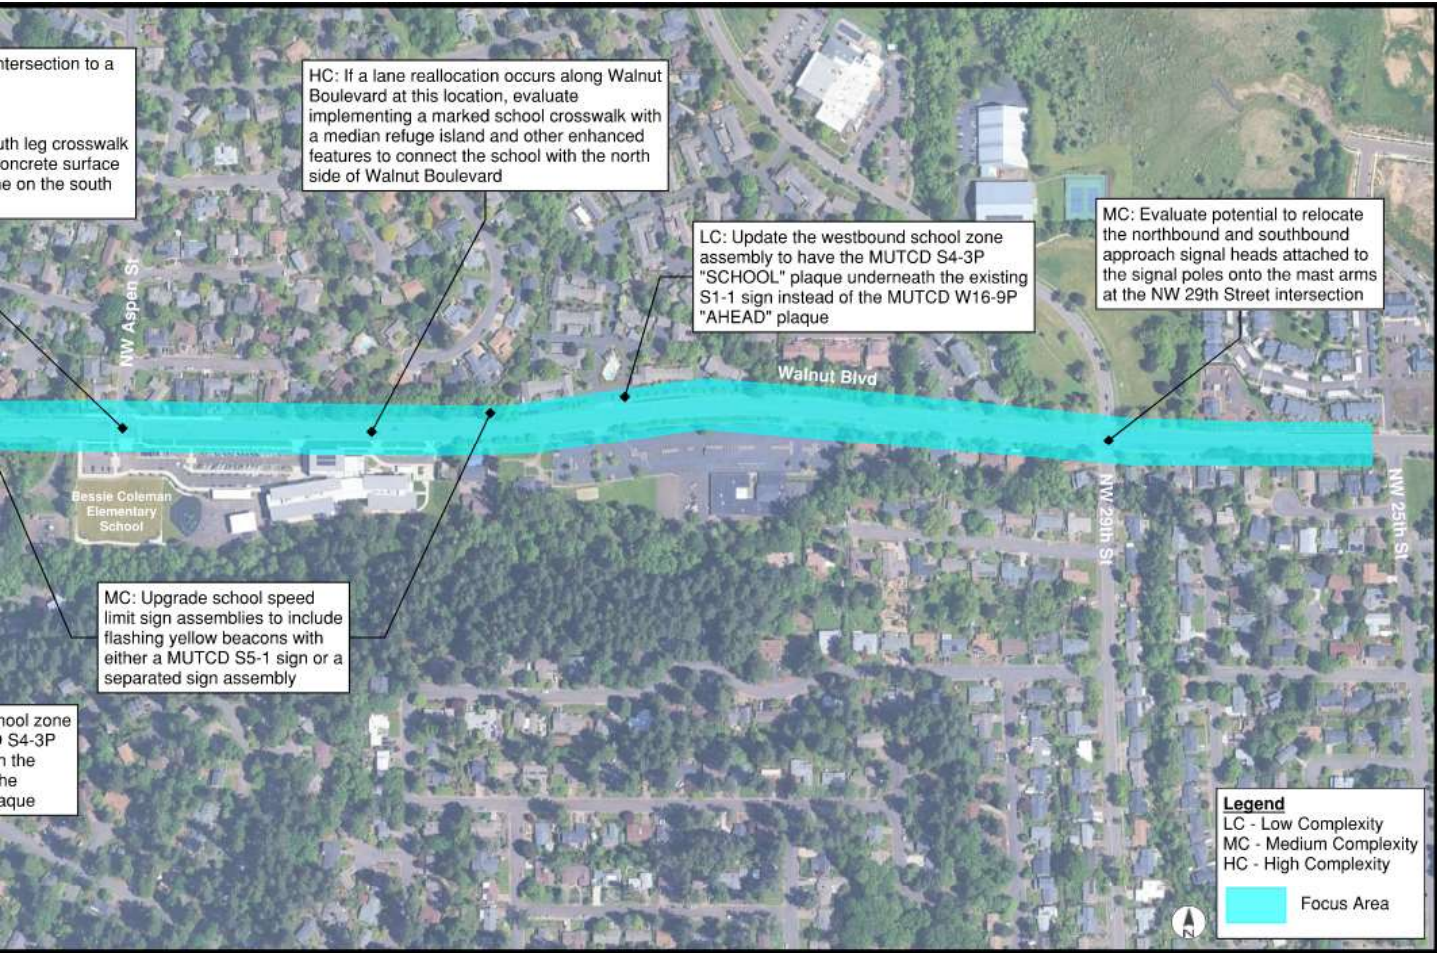 ntersection to a
uth leg crosswalk
oncrete surface
ne on the south
HC: If a lane reallocation occurs along Walnut
Boulevard at this location, evaluate
implementing a marked school crosswalk with
a median refuge island and other enhanced
features to connect the school with the north
side of Walnut Boulevard
LC: Update the westbound school zone
assembly to have the MUTCD S4-3P
"SCHOOL" plaque underneath the existing
S1-1 sign instead of the MUTCD W16-9P
"AHEAD" plaque
MC: Evaluate potential to relocate
the northbound and southbound
approach signal heads attached to
the signal poles onto the mast arms
at the NW 29th Street intersection
NW Aspen St
Walnut Blvd
Bessie Coleman
Elementary
School
NW 29th St
NW 25th St
MC: Upgrade school speed
limit sign assemblies to include
flashing yellow beacons with
either a MUTCD S5-1 sign or a
separated sign assembly
hool zone
S4-3P
n the
he
aque
Legend
LC - Low Complexity
MC - Medium Complexity
HC - High Complexity
Focus Area
N